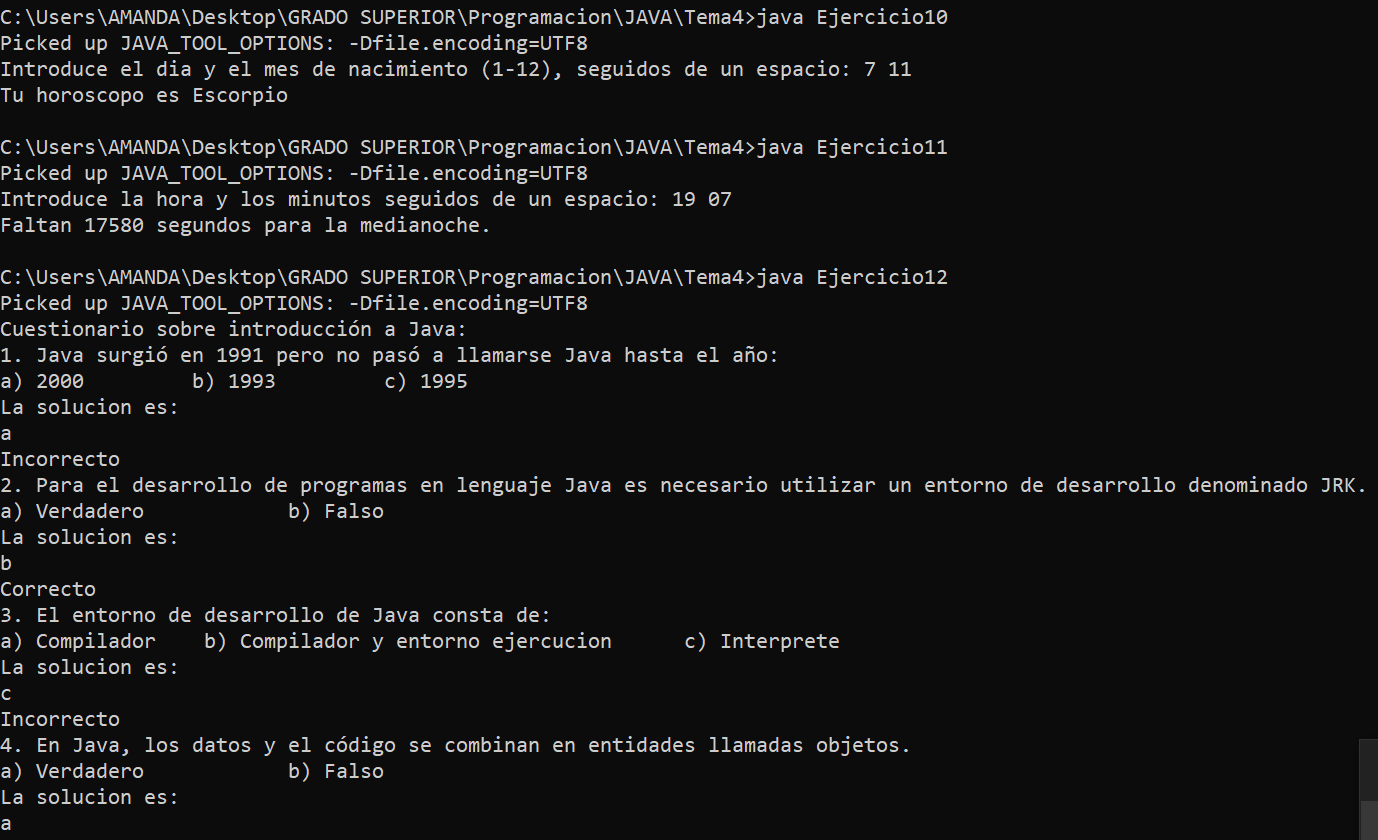 C:\Users\AMANDA\Desktop\GRADO SUPERIOR\Programacion\JAVA\Tema4>java Ejercicio10
Picked up JAVA_TOOL_OPTIONS: -Dfile.encoding=UTF8
Introduce el dia y el mes de nacimiento (1-12), seguidos de un espacio: 7 11
Tu horoscopo es Escorpio

C:\Users\AMANDA\Desktop\GRADO SUPERIOR\Programacion\JAVA\Tema4>java Ejercicio11
Picked up JAVA_TOOL_OPTIONS: -Dfile.encoding=UTF8
Introduce la hora y los minutos seguidos de un espacio: 19 07
Faltan 17580 segundos para la medianoche.

C:\Users\AMANDA\Desktop\GRADO SUPERIOR\Programacion\JAVA\Tema4>java Ejercicio12
Picked up JAVA_TOOL_OPTIONS: -Dfile.encoding=UTF8
Cuestionario sobre introducción a Java:
1. Java surgió en 1991 pero no pasó a llamarse Java hasta el año:
a) 2000         b) 1993         c) 1995
La solucion es:
a
Incorrecto
2. Para el desarrollo de programas en lenguaje Java es necesario utilizar un entorno de desarrollo denominado JRK.
a) Verdadero            b) Falso
La solucion es:
b
Correcto
3. El entorno de desarrollo de Java consta de:
a) Compilador    b) Compilador y entorno ejercucion      c) Interprete
La solucion es:
c
Incorrecto
4. En Java, los datos y el código se combinan en entidades llamadas objetos.
a) Verdadero            b) Falso
La solucion es:
a